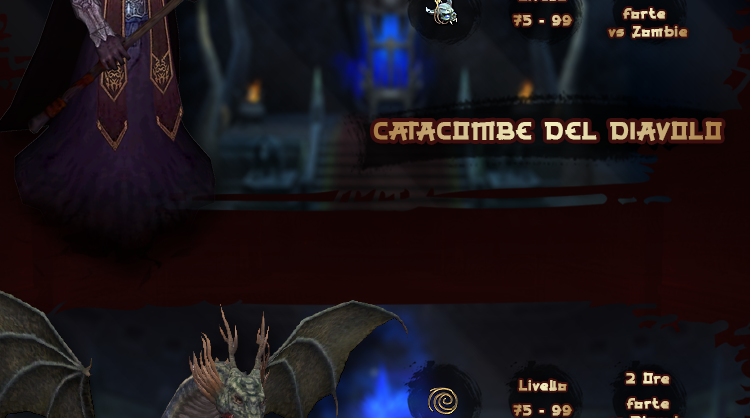 75 - 99
forte
vs Zombie
CATACOMBE DEL DIAVOLO
Livello
75 - 99
2 Ore
forte